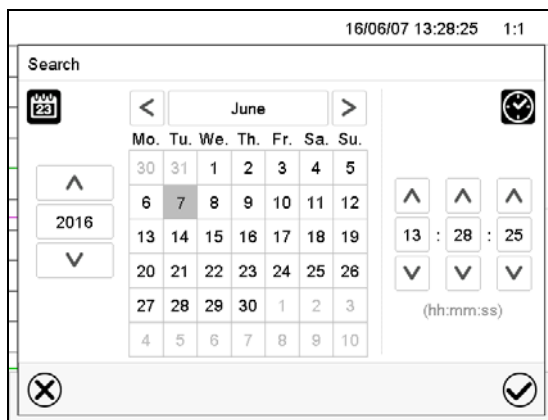 16/06/07 13:28:25 1:1
Search
23
< June >
Mo. Tu. We. Th. Fr. Sa. Su.
30 31 1 2 3 4 5
6 7 8 9 10 11 12
2016
13 : 28 : 25
13 14 15 16 17 18 19
20 21 22 23 24 25 26
27 28 29 30 1 2 3
(hh:mm:ss)
4 5 6 7 8 9 10